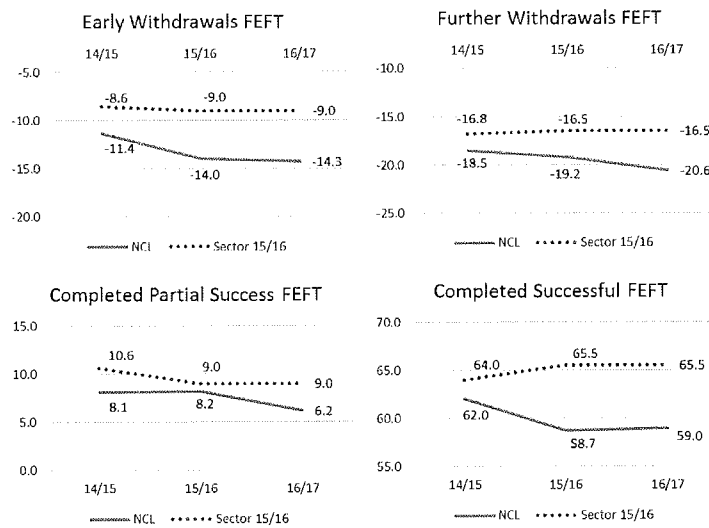 Early Withdrawals FEFT
14/15 15/16 16/17
-5.0
-8.6 -9.0 -9.0
-10.0
-11.4
-14.0 -14.3
-15.0
-20.0
NCL Sector 15/16
Further Withdrawals FEFT
14/15 15/16 16/17
-10.0
-15.0
-16.8 -16.5 -16.5
-18.5 -19.2 -20.6
-20.0
-25.0
NCL Sector 15/16
Completed Partial Success FEFT
15.0
10.6
9.0 9.0
10.0
8.1 8.2 6.2
5.0
0.0
14/15 15/16 16/17
NCL Sector 15/16
Completed Successful FEFT
70.0
64.0 65.5 65.5
65.0
62.0
60.0
58.7 59.0
55.0
14/15 15/16 16/17
NCL Sector 15/16